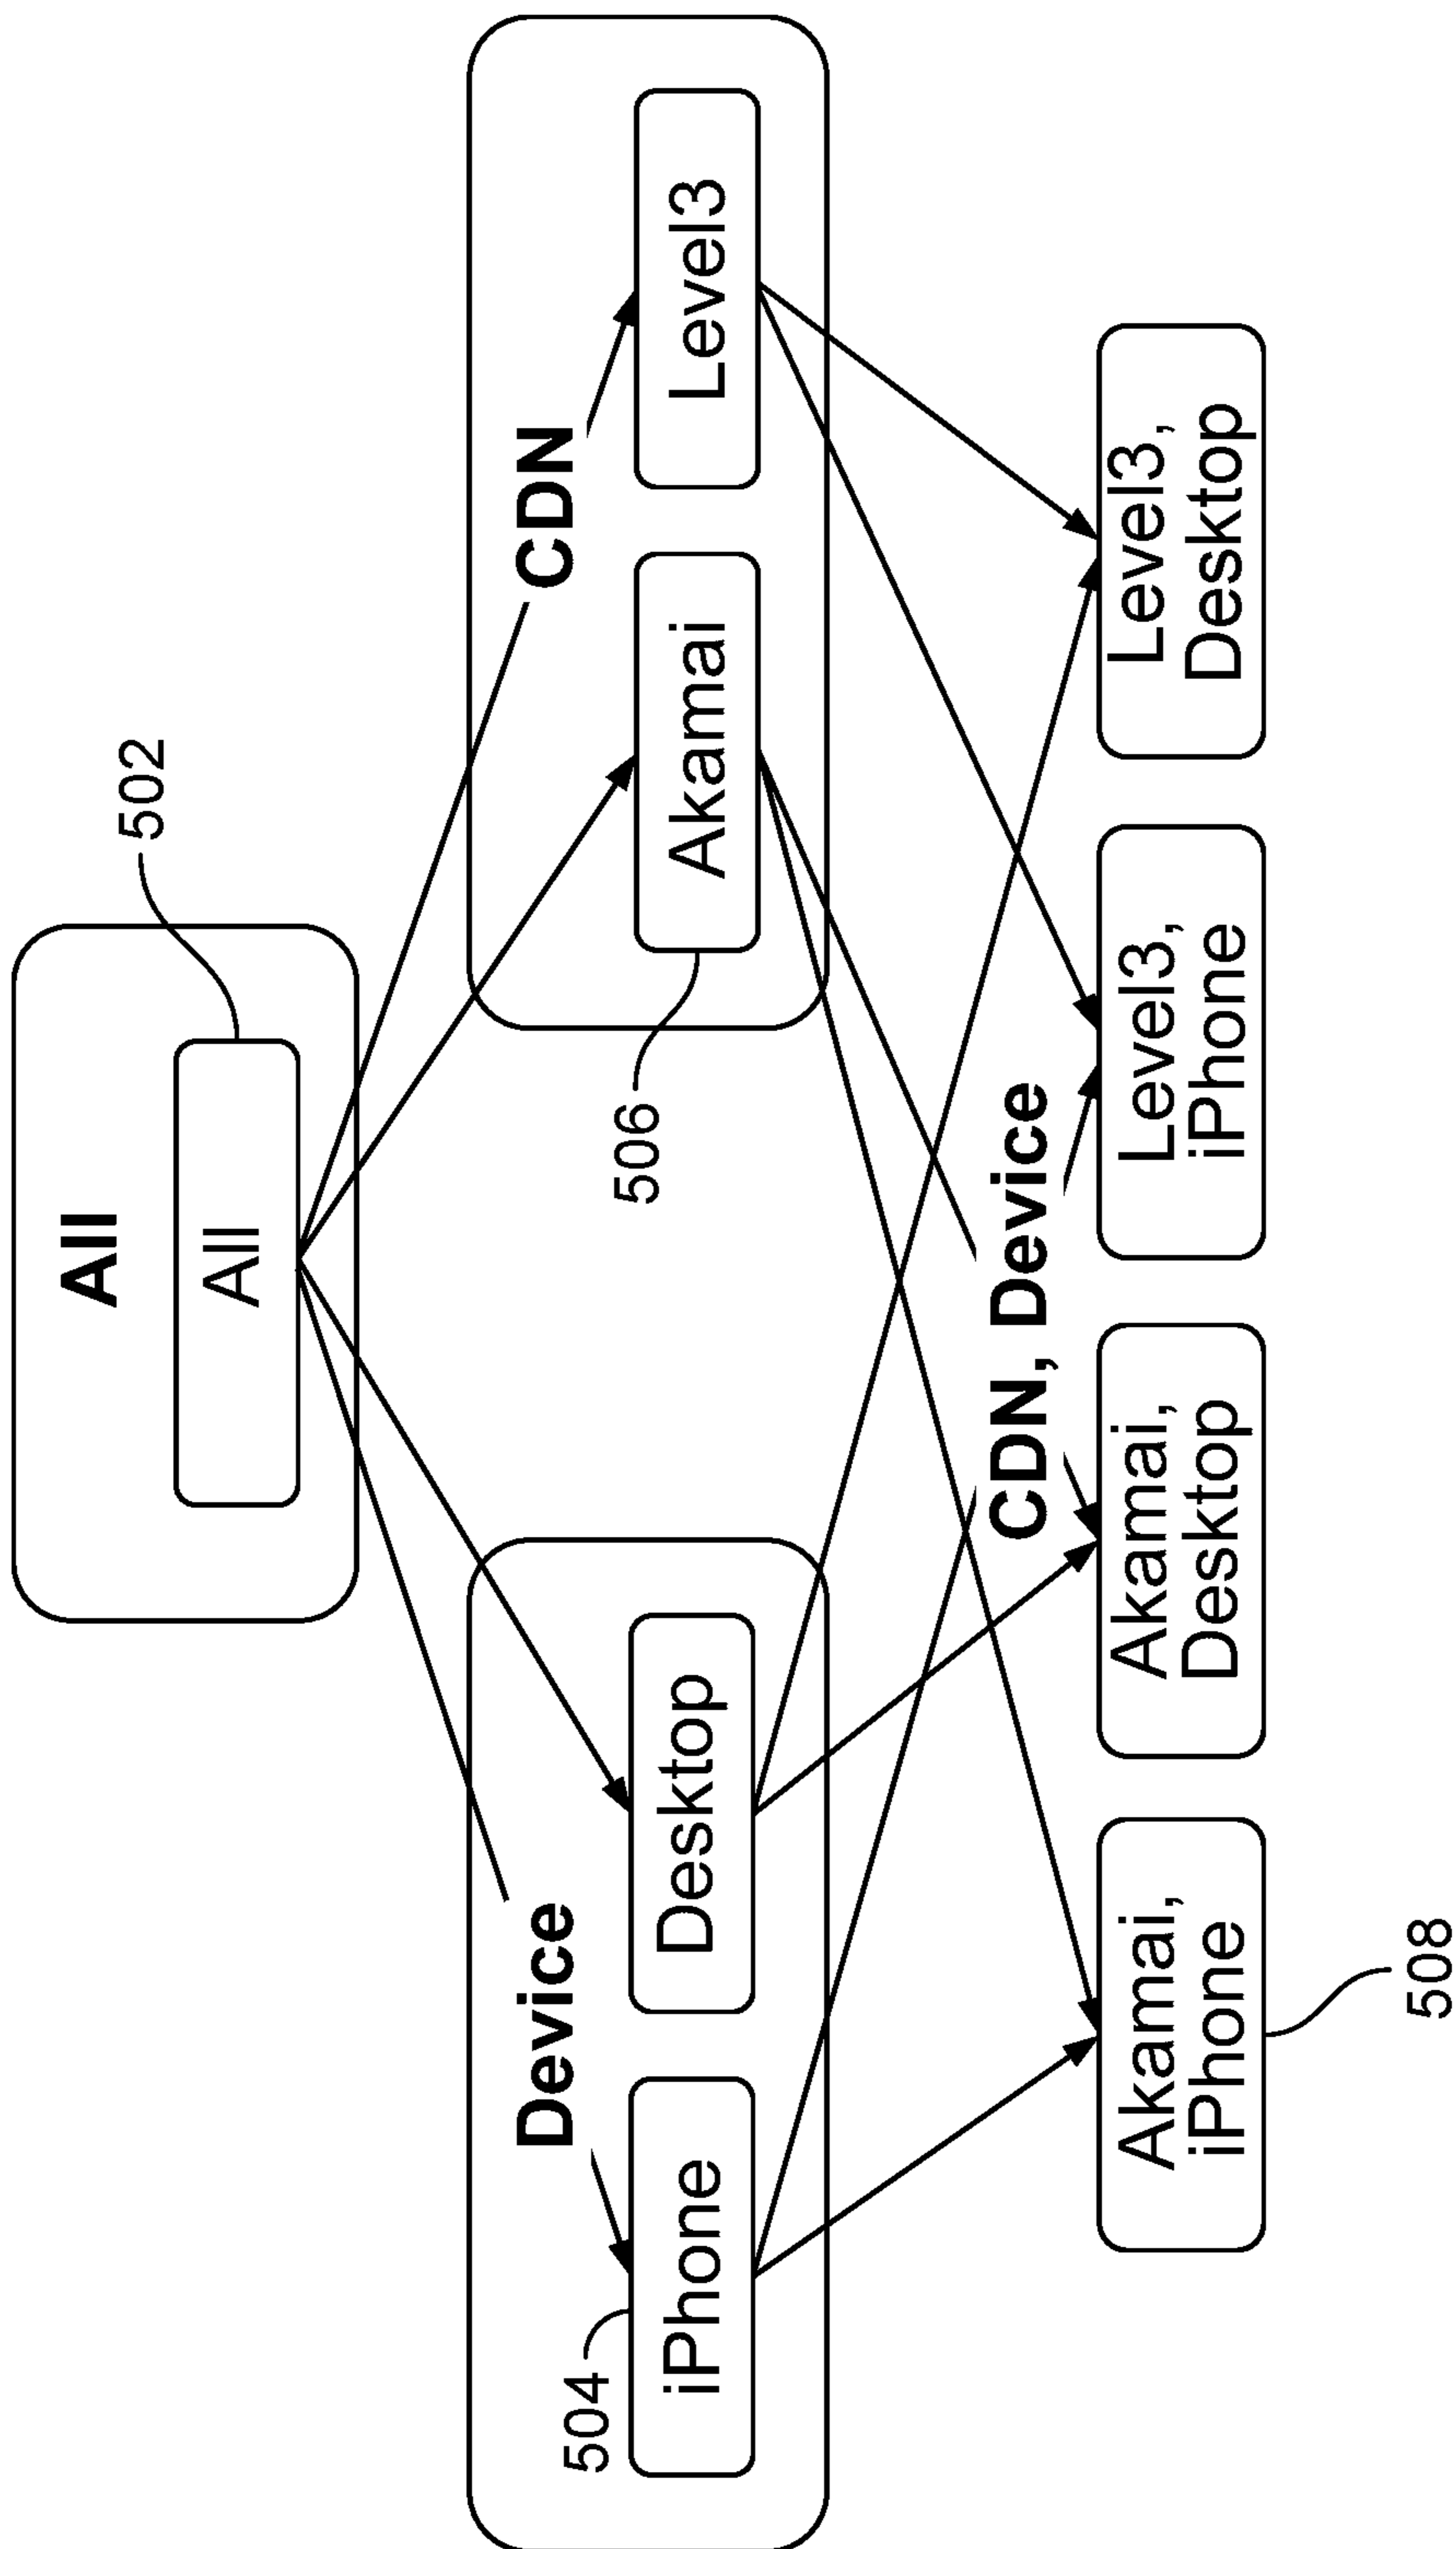 All
All
502
Device
CDN
504
iPhone
Desktop
506
Akamai
Level3
CDN, Device
Akamai,
iPhone
Akamai,
Desktop
Level3,
iPhone
Level3,
Desktop
508